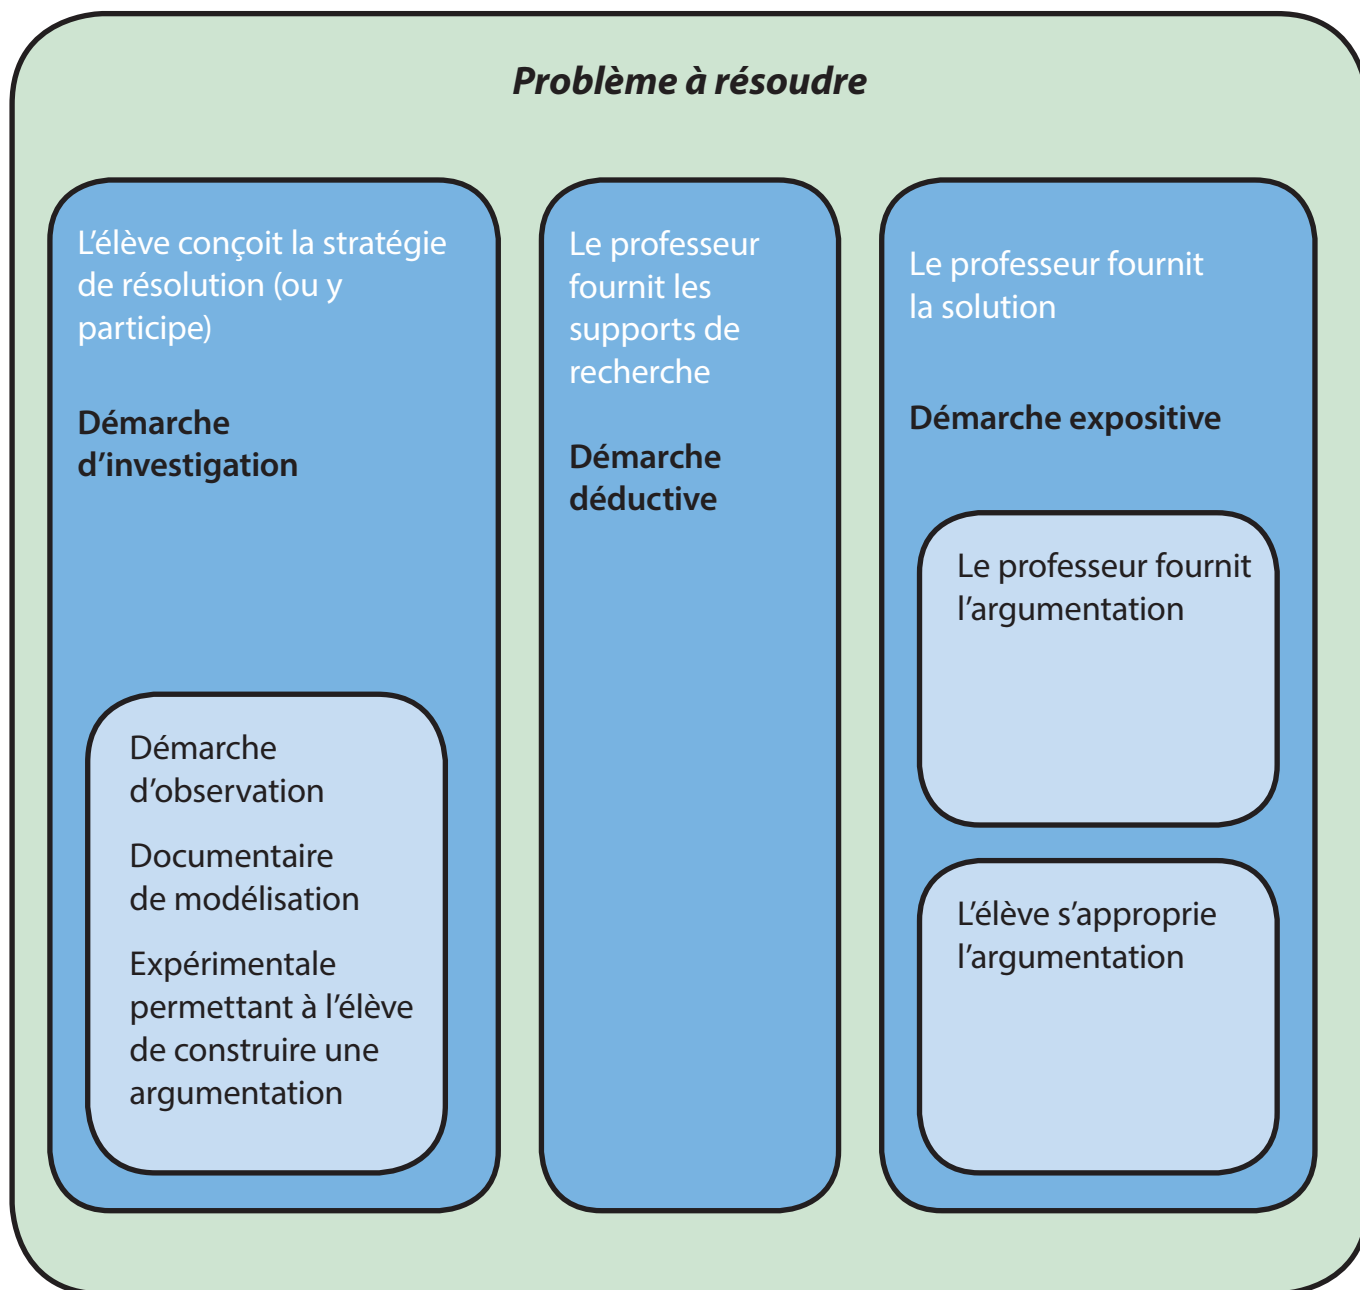 Problème à résoudre
L’élève conçoit la stratégie
de résolution (ou y
participe)
Démarche
d’investigation
Démarche
d’observation
Documentaire
de modélisation
Expérimentale
permettant à l’élève
de construire une
argumentation
Le professeur
fournit les
supports de
recherche
Démarche
déductive
Le professeur fournit
la solution
Démarche expositive
Le professeur fournit
l’argumentation
L’élève s’approprie
l’argumentation